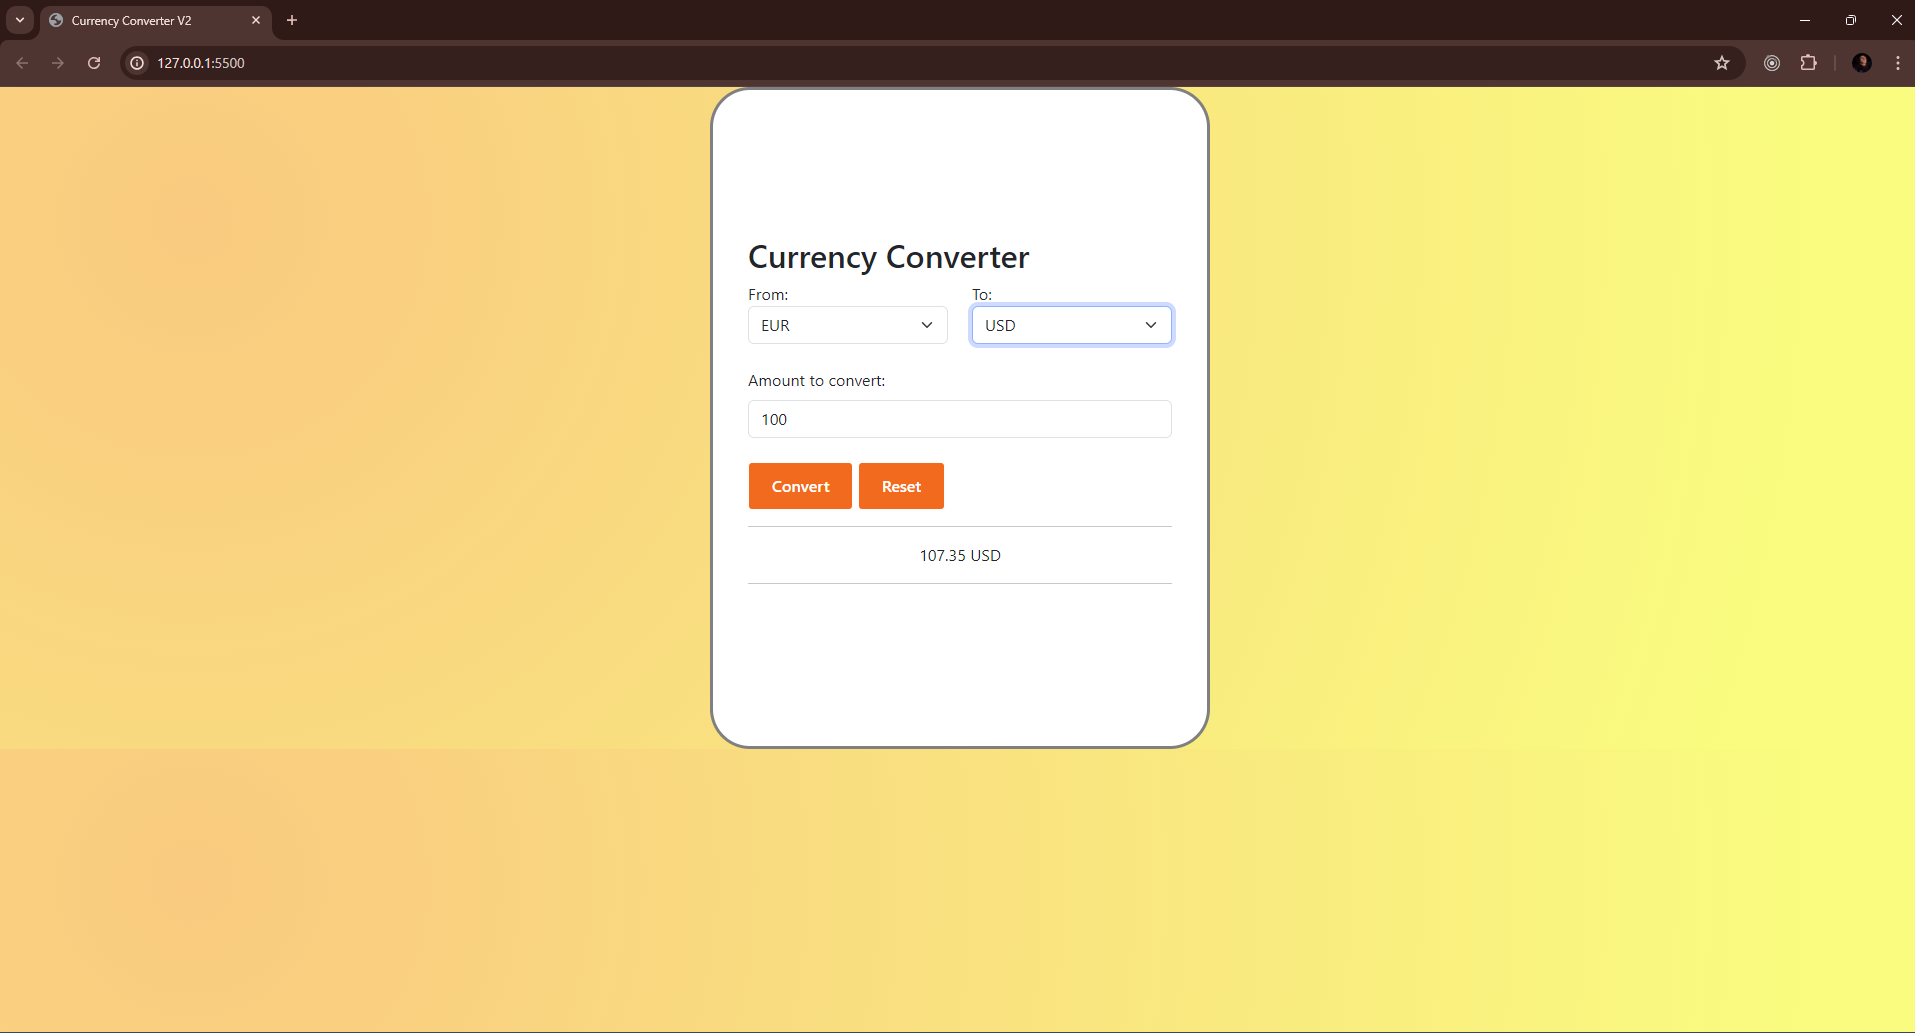 Currency Converter V2
127.0.0.1:5500
Currency Converter
From: To:
EUR USD
Amount to convert:
100
Convert Reset
107.35 USD